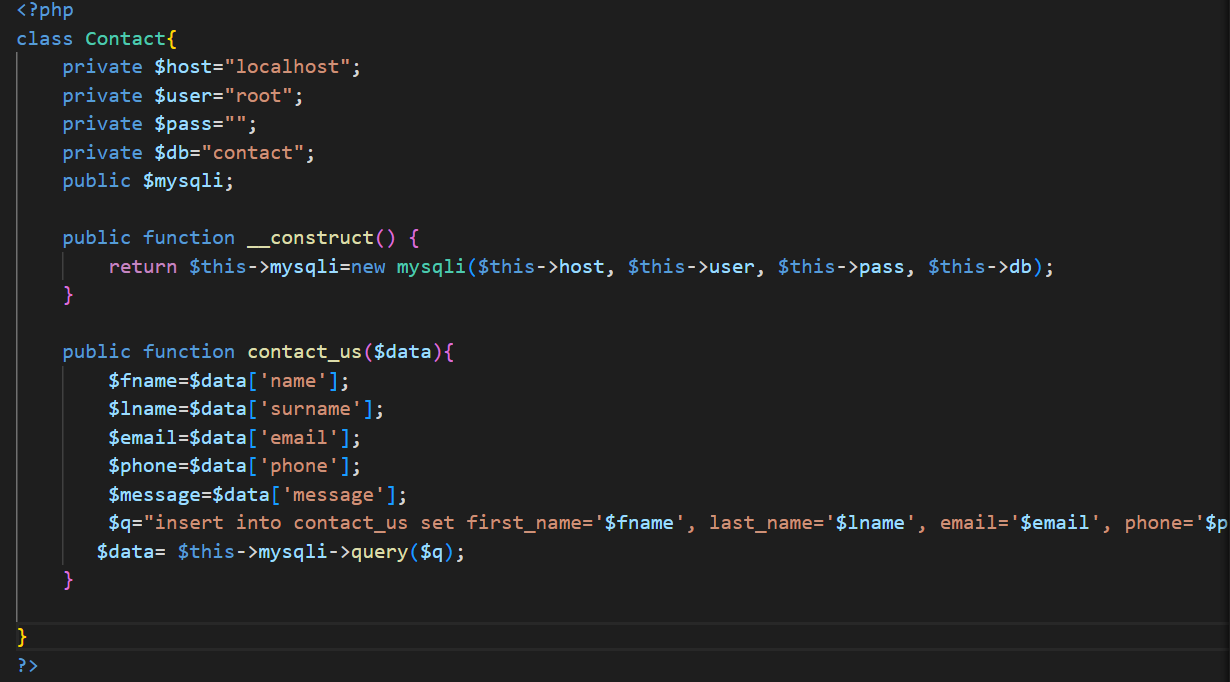 <?php
class Contact{
    private $host="localhost";
    private $user="root";
    private $pass="";
    private $db="contact";
    public $mysqli;

    public function __construct() {
        return $this->mysqli=new mysqli($this->host, $this->user, $this->pass, $this->db);
    }

    public function contact_us($data){
        $fname=$data['name'];
        $lname=$data['surname'];
        $email=$data['email'];
        $phone=$data['phone'];
        $message=$data['message'];
        $q="insert into contact_us set first_name='$fname', last_name='$lname', email='$email', phone='$p
       $data= $this->mysqli->query($q);
    }

}
?>